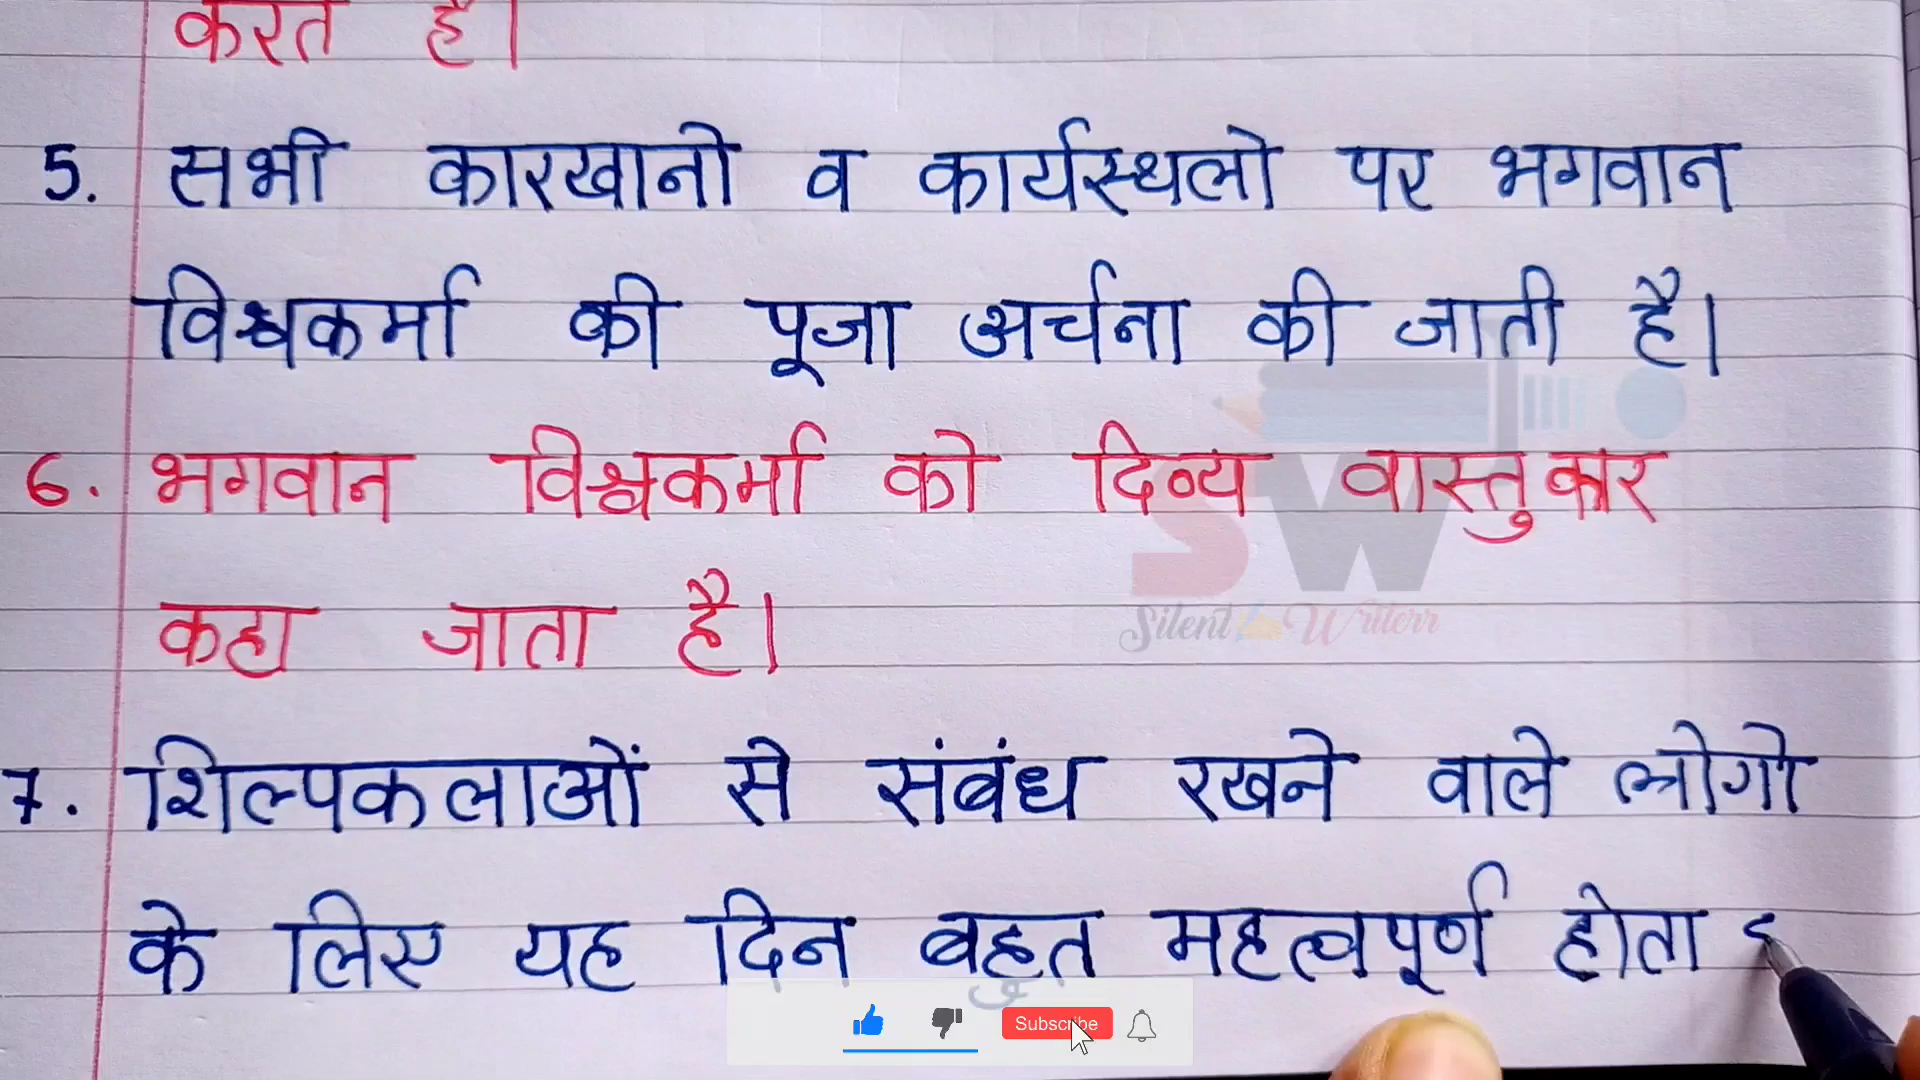 करते है।
5. सभी कारखानो व कार्यस्थलो पर भगवान
विश्वकर्मा की पूजा अर्चना की जाती है।
6. भगवान विश्वकर्मा को दिव्य वास्तुकार
कहा जाता है।
SW
Silent Writerr
7. शिल्पकलाओं से संबंध रखने वाले लोगो
के लिए यह दिन बहुत महत्वपूर्ण होता
Subscribe